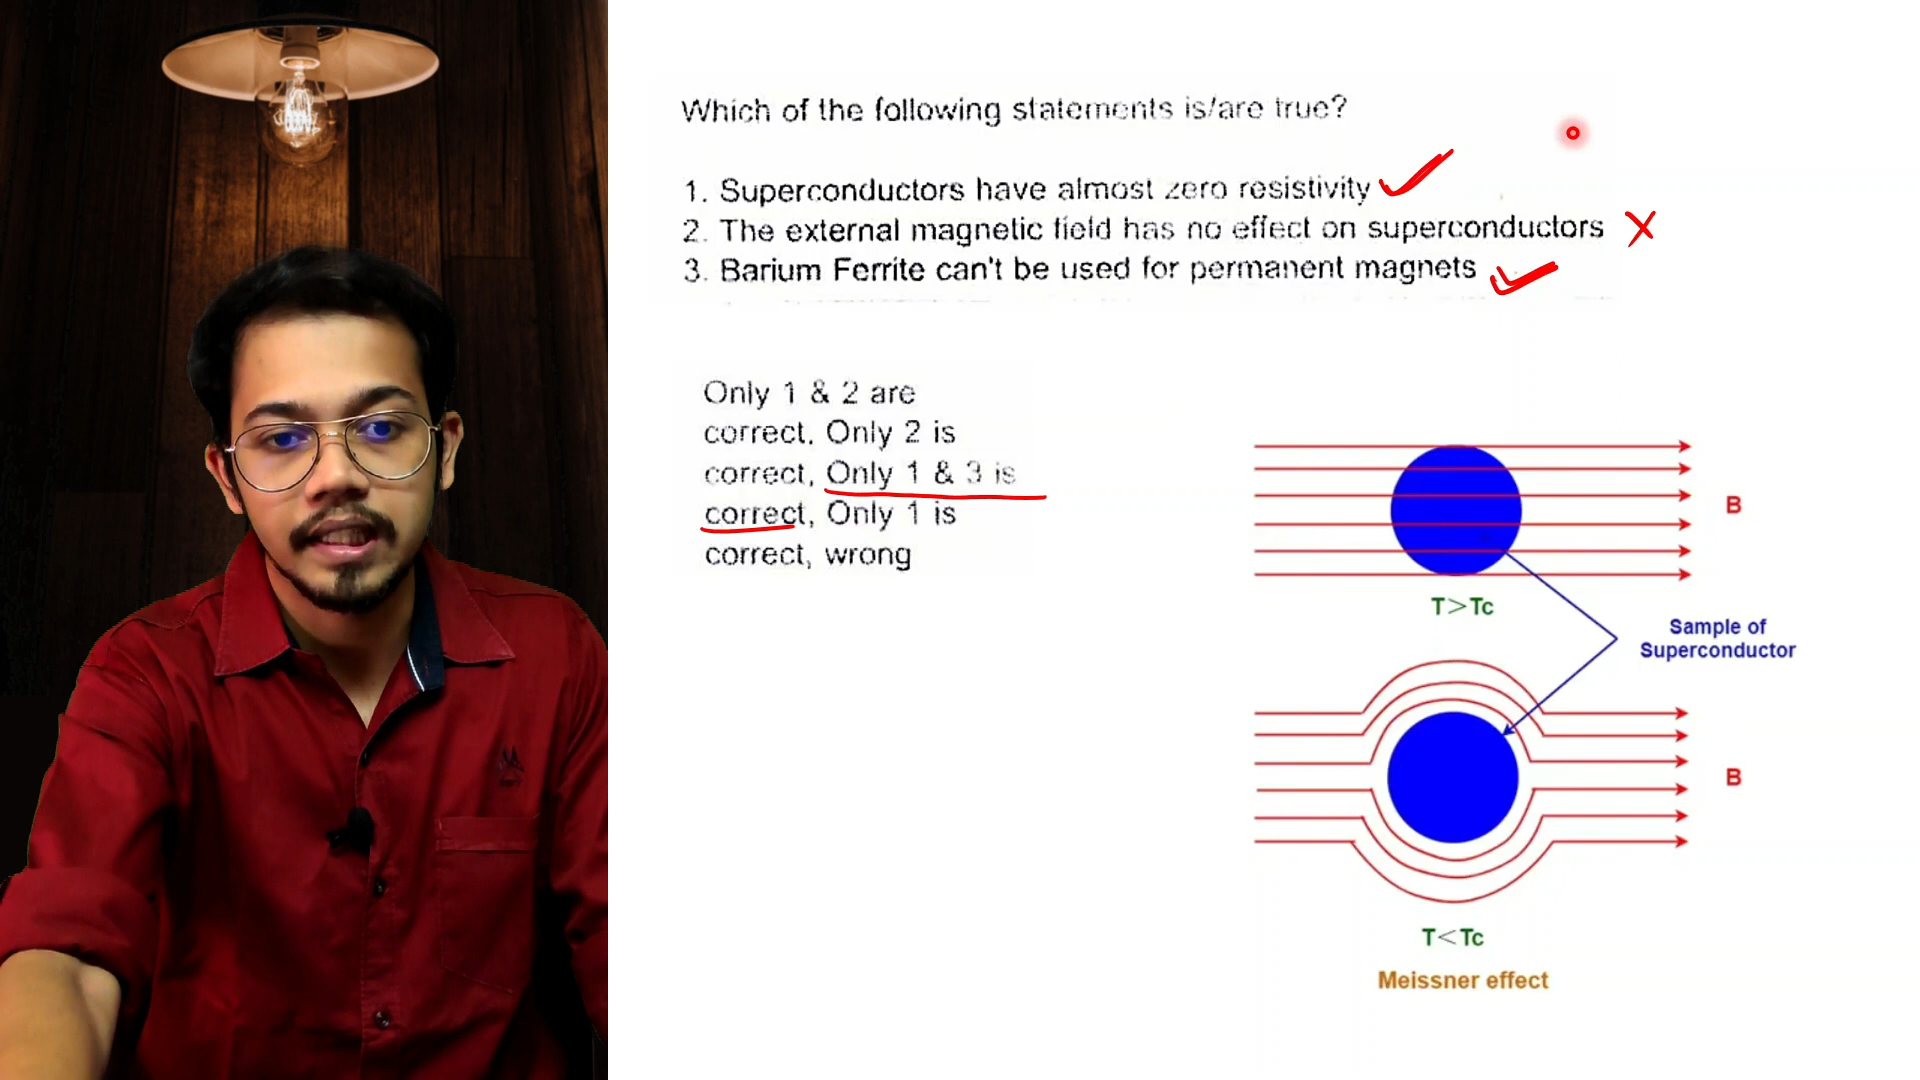 Which of the following statements is/are true?
1. Superconductors have almost zero resistivity
2. The external magnetic field has no effect on superconductors
3. Barium Ferrite can't be used for permanent magnets
Only 1 & 2 are
correct, Only 2 is
correct, Only 1 & 3 is
correct, Only 1 is
correct, wrong
B
T>Tc
Sample of
Superconductor
B
T<Tc
Meissner effect